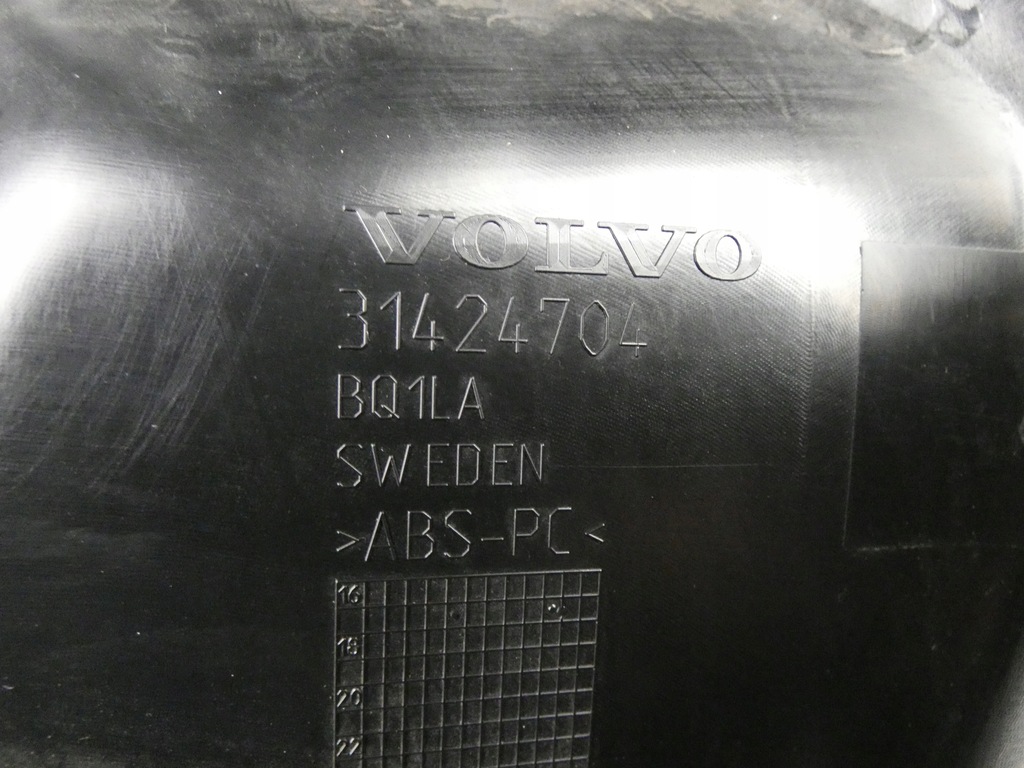 VOLVO
31424704
BQ1LA
SWEDEN
>ABS-PC<
16
18
20
22